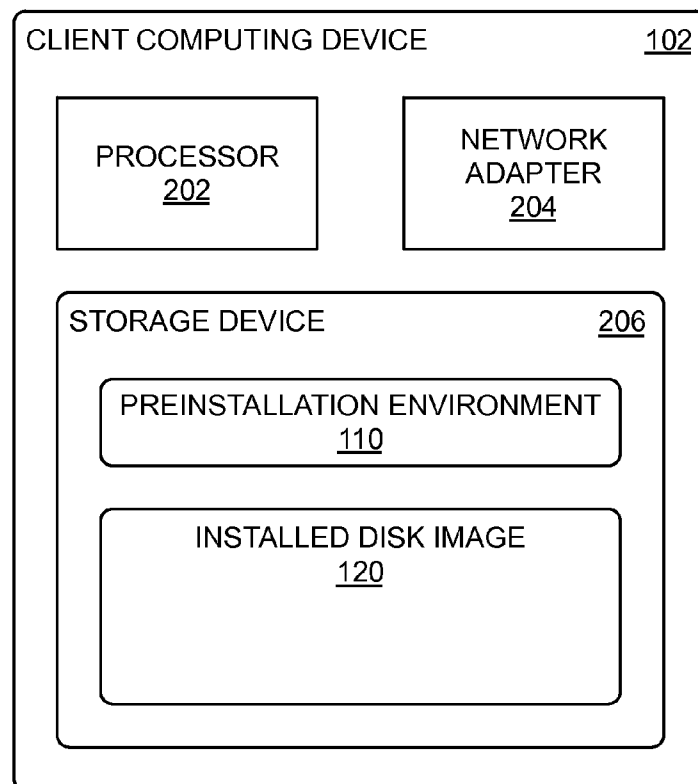 CLIENT COMPUTING DEVICE 102
PROCESSOR
202
NETWORK
ADAPTER
204
STORAGE DEVICE 206
PREINSTALLATION ENVIRONMENT
110
INSTALLED DISK IMAGE
120